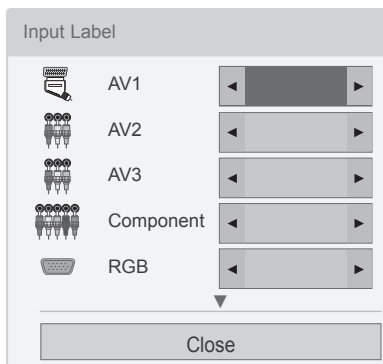 Input Label
AV1
AV2
AV3
Component
RGB
Close